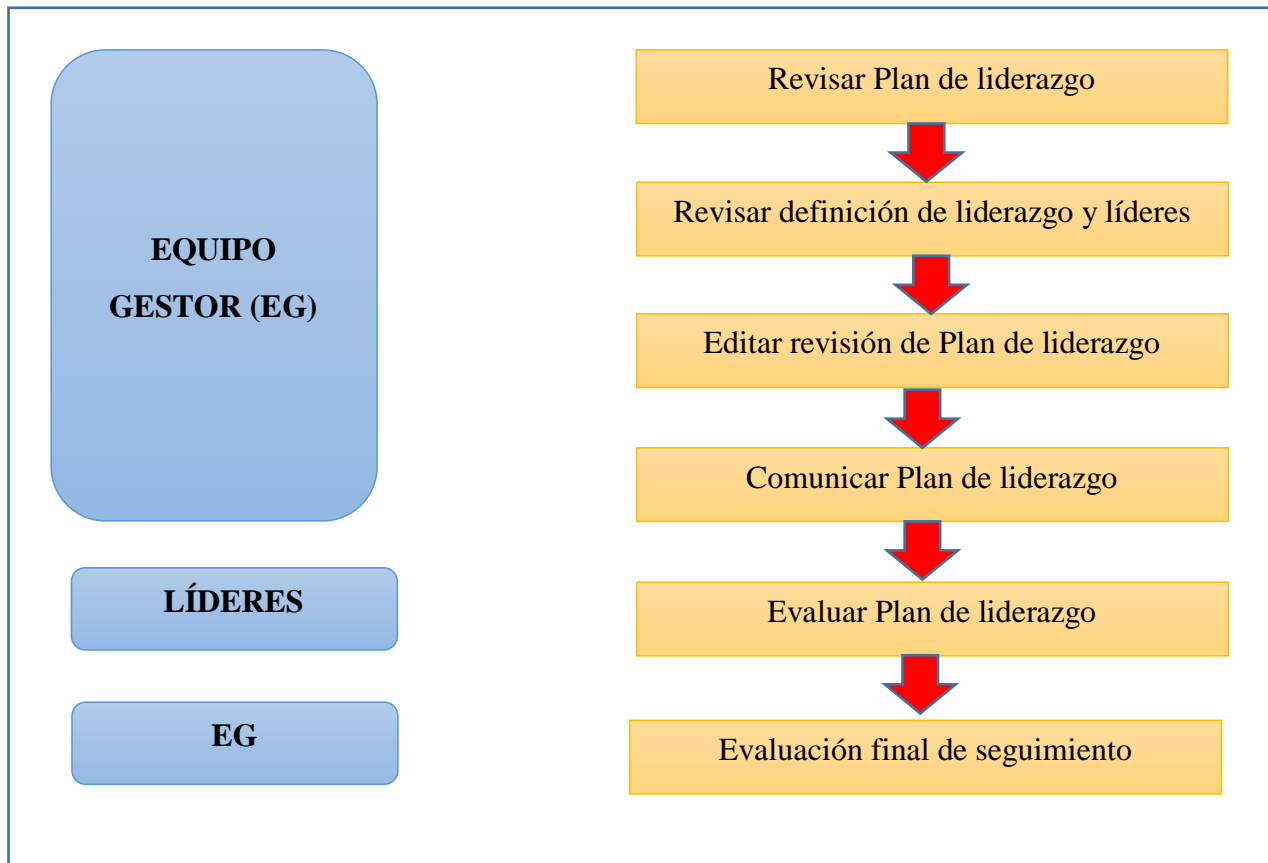 EQUIPO
GESTOR (EG)
LÍDERES
EG
Revisar Plan de liderazgo
Revisar definición de liderazgo y líderes
Editar revisión de Plan de liderazgo
Comunicar Plan de liderazgo
Evaluar Plan de liderazgo
Evaluación final de seguimiento